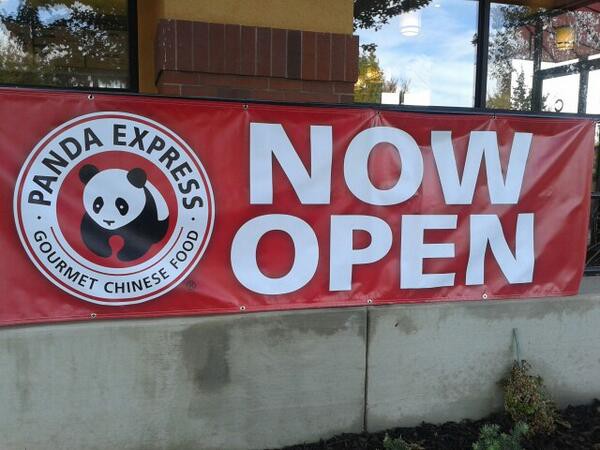 PANDA EXPRESS
GOURMET CHINESE FOOD
®
NOW
OPEN